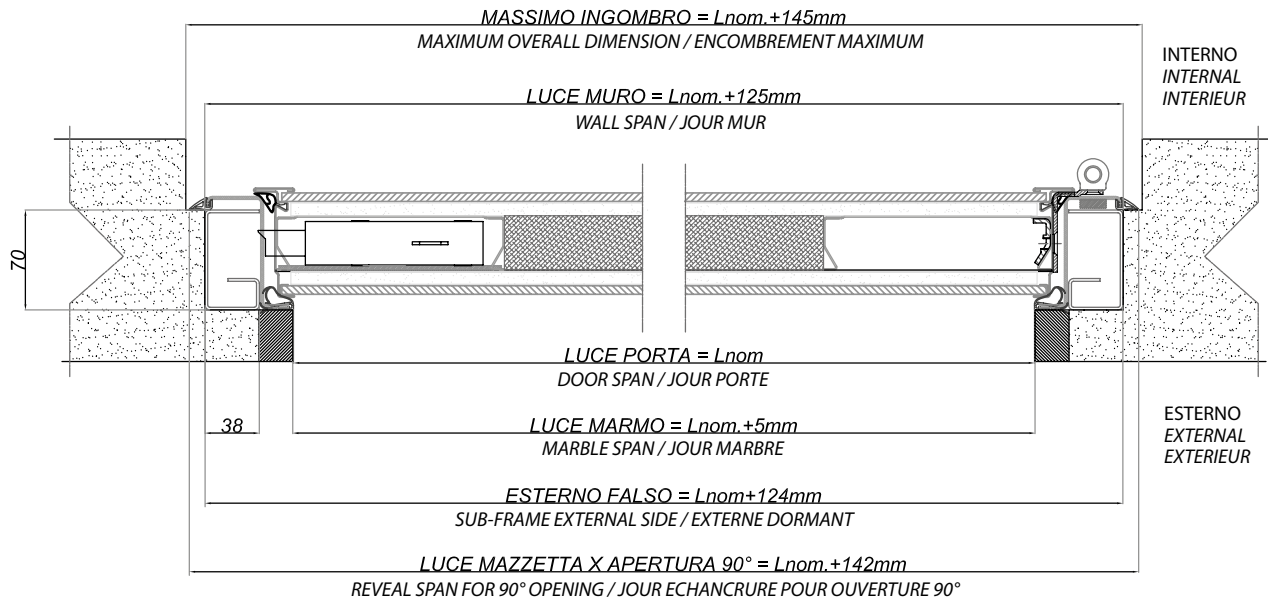 MASSIMO INGOMBRO = Lnom.+145mm
MAXIMUM OVERALL DIMENSION / ENCOMBREMENT MAXIMUM
INTERNO
INTERNAL
INTERIEUR
LUCE MURO = Lnom.+125mm
WALL SPAN / JOUR MUR
70
LUCE PORTA = Lnom
DOOR SPAN / JOUR PORTE
38
LUCE MARMO = Lnom.+5mm
MARBLE SPAN / JOUR MARBRE
ESTERNO
EXTERNAL
EXTERIEUR
ESTERNO FALSO = Lnom+124mm
SUB-FRAME EXTERNAL SIDE / EXTERNE DORMANT
LUCE MAZZETTA X APERTURA 90° = Lnom.+142mm
REVEAL SPAN FOR 90° OPENING / JOUR ECHANCRURE POUR OUVERTURE 90°